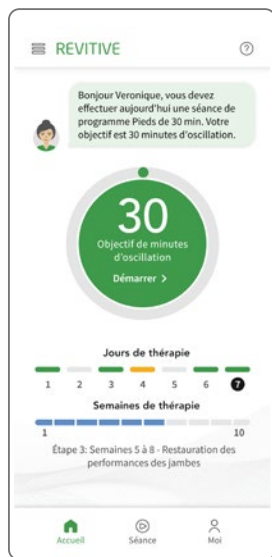 REVITIVE
Bonjour Veronique, vous devez
effectuer aujourd'hui une séance de
programme Pieds de 30 min. Votre
objectif est 30 minutes d'oscillation.
30
Objectif de minutes
d'oscillation
Démarrer >
Jours de thérapie
1 2 3 4 5 6 7
Semaines de thérapie
1 10
Étape 3: Semaines 5 à 8 - Restauration des
performances des jambes
Accueil Séance Moi